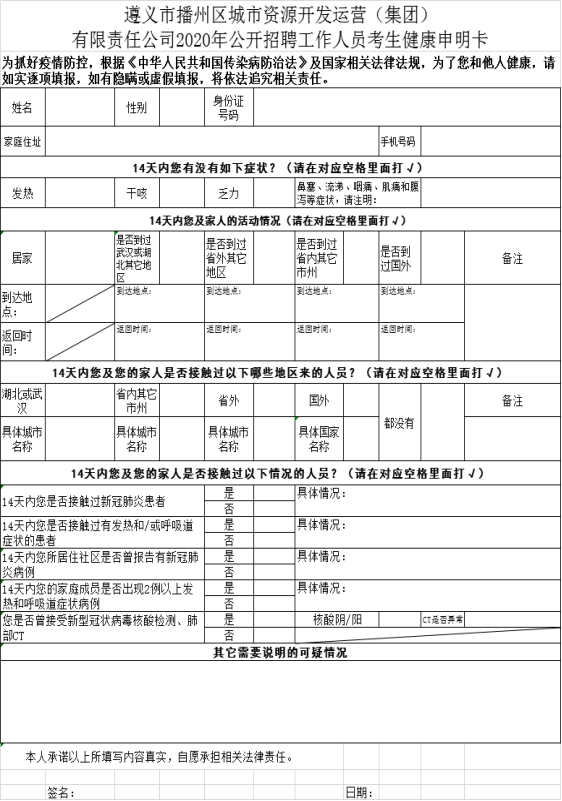 遵义市播州区城市资源开发运营（集团）
有限责任公司2020年公开招聘工作人员考生健康申明卡
为抓好疫情防控，根据《中华人民共和国传染病防治法》及国家相关法律法规，为了您和他人健康，请
如实逐项填报，如有隐瞒或虚假填报，将依法追究相关责任。
姓名 性别 身份证号码
家庭住址 手机号码
14天内您有没有如下症状？（请在对应空格里面打√）
发热 干咳 乏力 鼻塞、流涕、咽痛、肌痛和腹泻等症状，请注明：
14天内您及家人的活动情况（请在对应空格里面打√）
居家 是否到过武汉或湖北其它地区 是否到过省外其它地区 是否到过省内其它市州 是否到过国外 备注
到达地点： 到达地点： 到达地点： 到达地点： 到达地点：
返回时间： 返回时间： 返回时间： 返回时间： 返回时间：
14天内您及您的家人是否接触过以下哪些地区来的人员？（请在对应空格里面打√）
湖北或武汉 省内其它市州 省外 国外 都没有 备注
具体城市名称 具体城市名称 具体城市名称 具体国家名称
14天内您及您的家人是否接触过以下情况的人员？（请在对应空格里面打√）
14天内您是否接触过新冠肺炎患者 是 具体情况：
否
14天内您是否接触过有发热和/或呼吸道症状的患者 是 具体情况：
否
14天内您所居住社区是否曾报告有新冠肺炎病例 是 具体情况：
否
14天内您的家庭成员是否出现2例以上发热和呼吸道症状病例 是 具体情况：
否
您是否曾接受新型冠状病毒核酸检测、肺部CT 是 核酸阴/阳 CT是否异常
否
其它需要说明的可疑情况
本人承诺以上所填写内容真实，自愿承担相关法律责任。
签名： 日期：